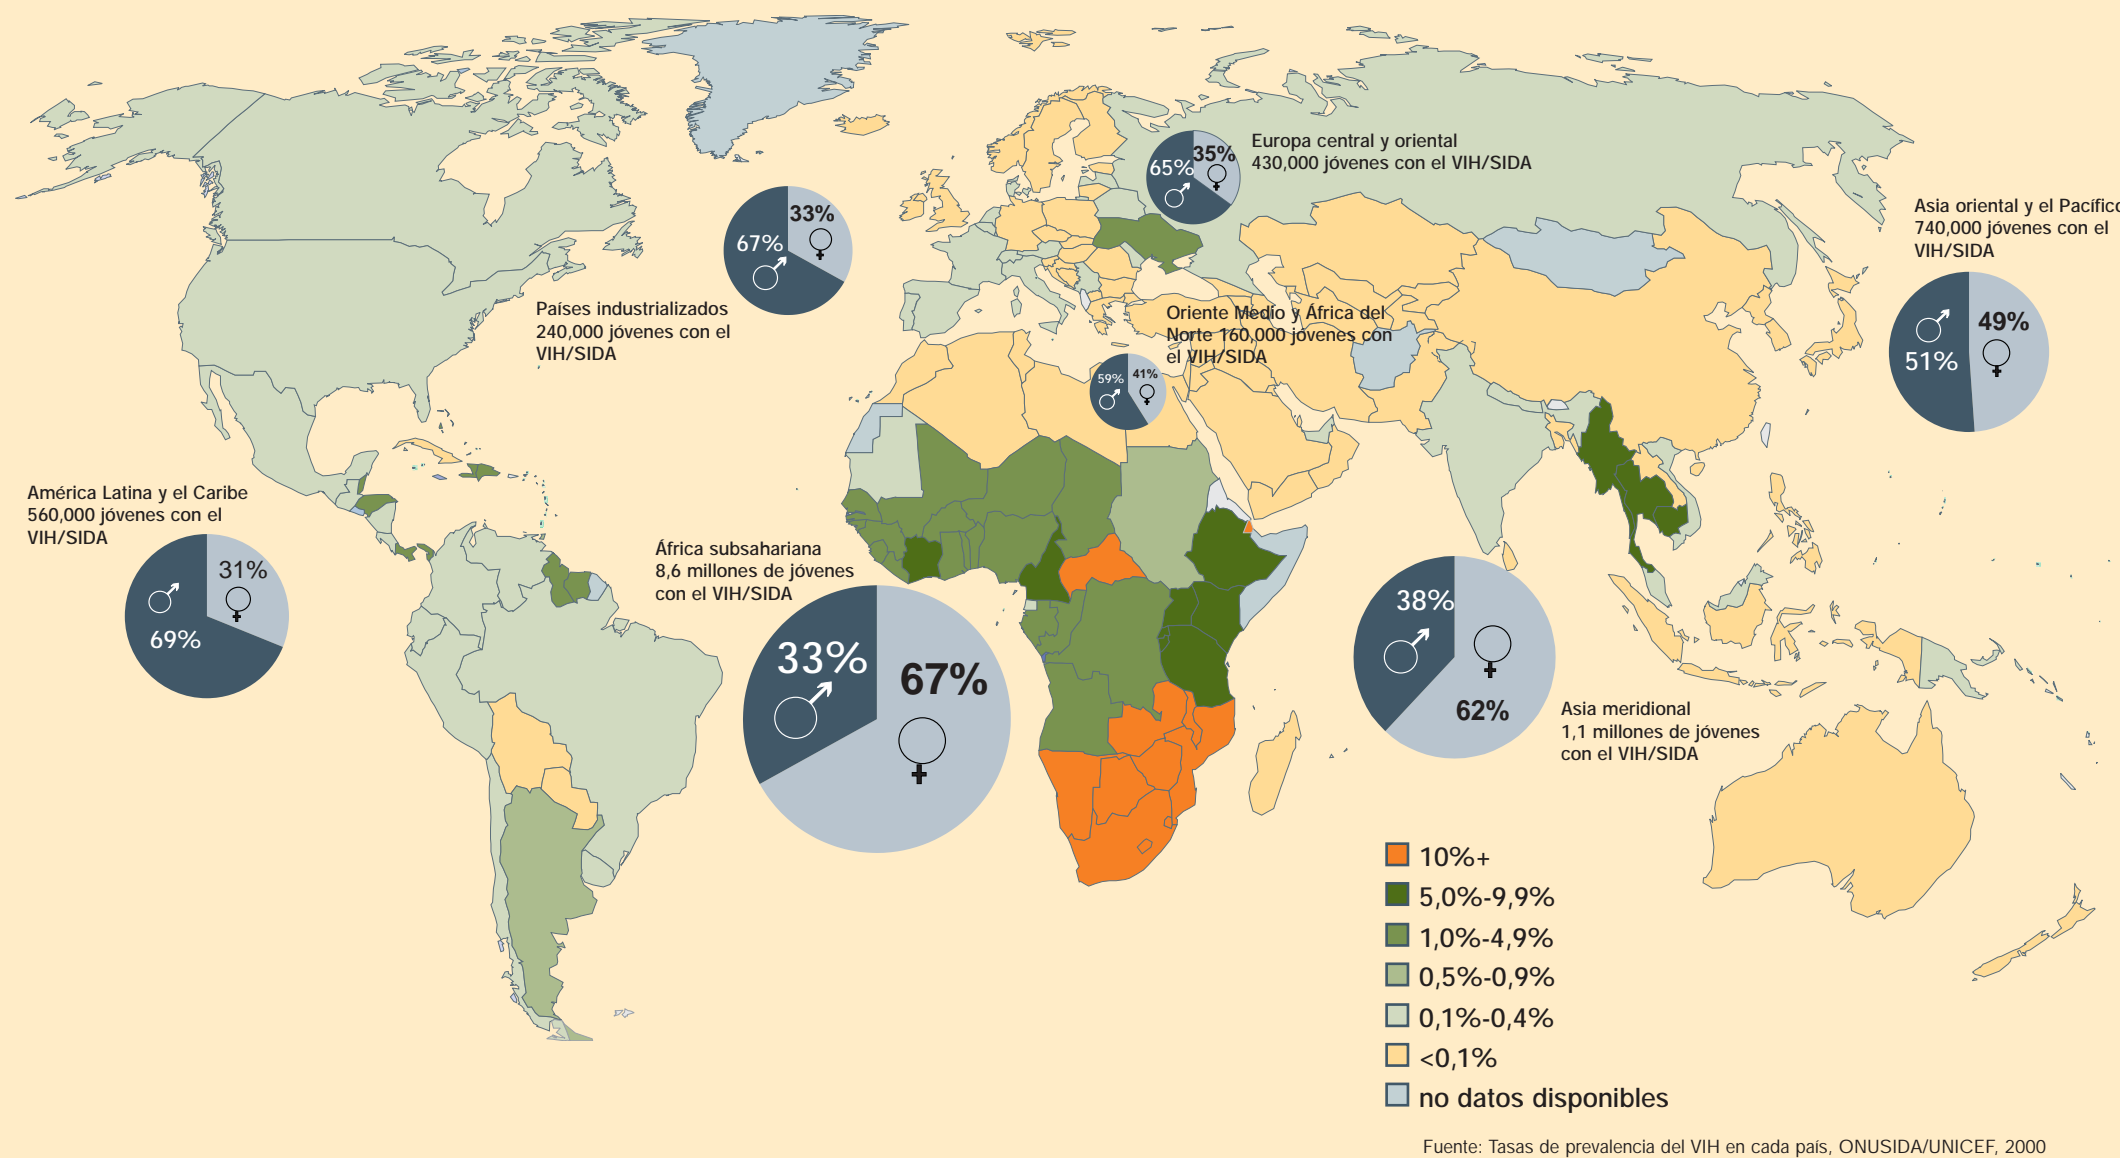 65%
35%
Europa central y oriental
430,000 jóvenes con el VIH/SIDA
33%
67%
Asia oriental y el Pacífico
740,000 jóvenes con el
VIH/SIDA
Países industrializados
240,000 jóvenes con el
VIH/SIDA
Oriente Medio y África del
Norte 160,000 jóvenes con
el VIH/SIDA
49%
51%
59%
41%
América Latina y el Caribe
560,000 jóvenes con el
VIH/SIDA
31%
69%
África subsahariana
8,6 millones de jóvenes
con el VIH/SIDA
33%
67%
38%
62%
Asia meridional
1,1 millones de jóvenes
con el VIH/SIDA
10%+
5,0%-9,9%
1,0%-4,9%
0,5%-0,9%
0,1%-0,4%
<0,1%
no datos disponibles
Fuente: Tasas de prevalencia del VIH en cada país, ONUSIDA/UNICEF, 2000